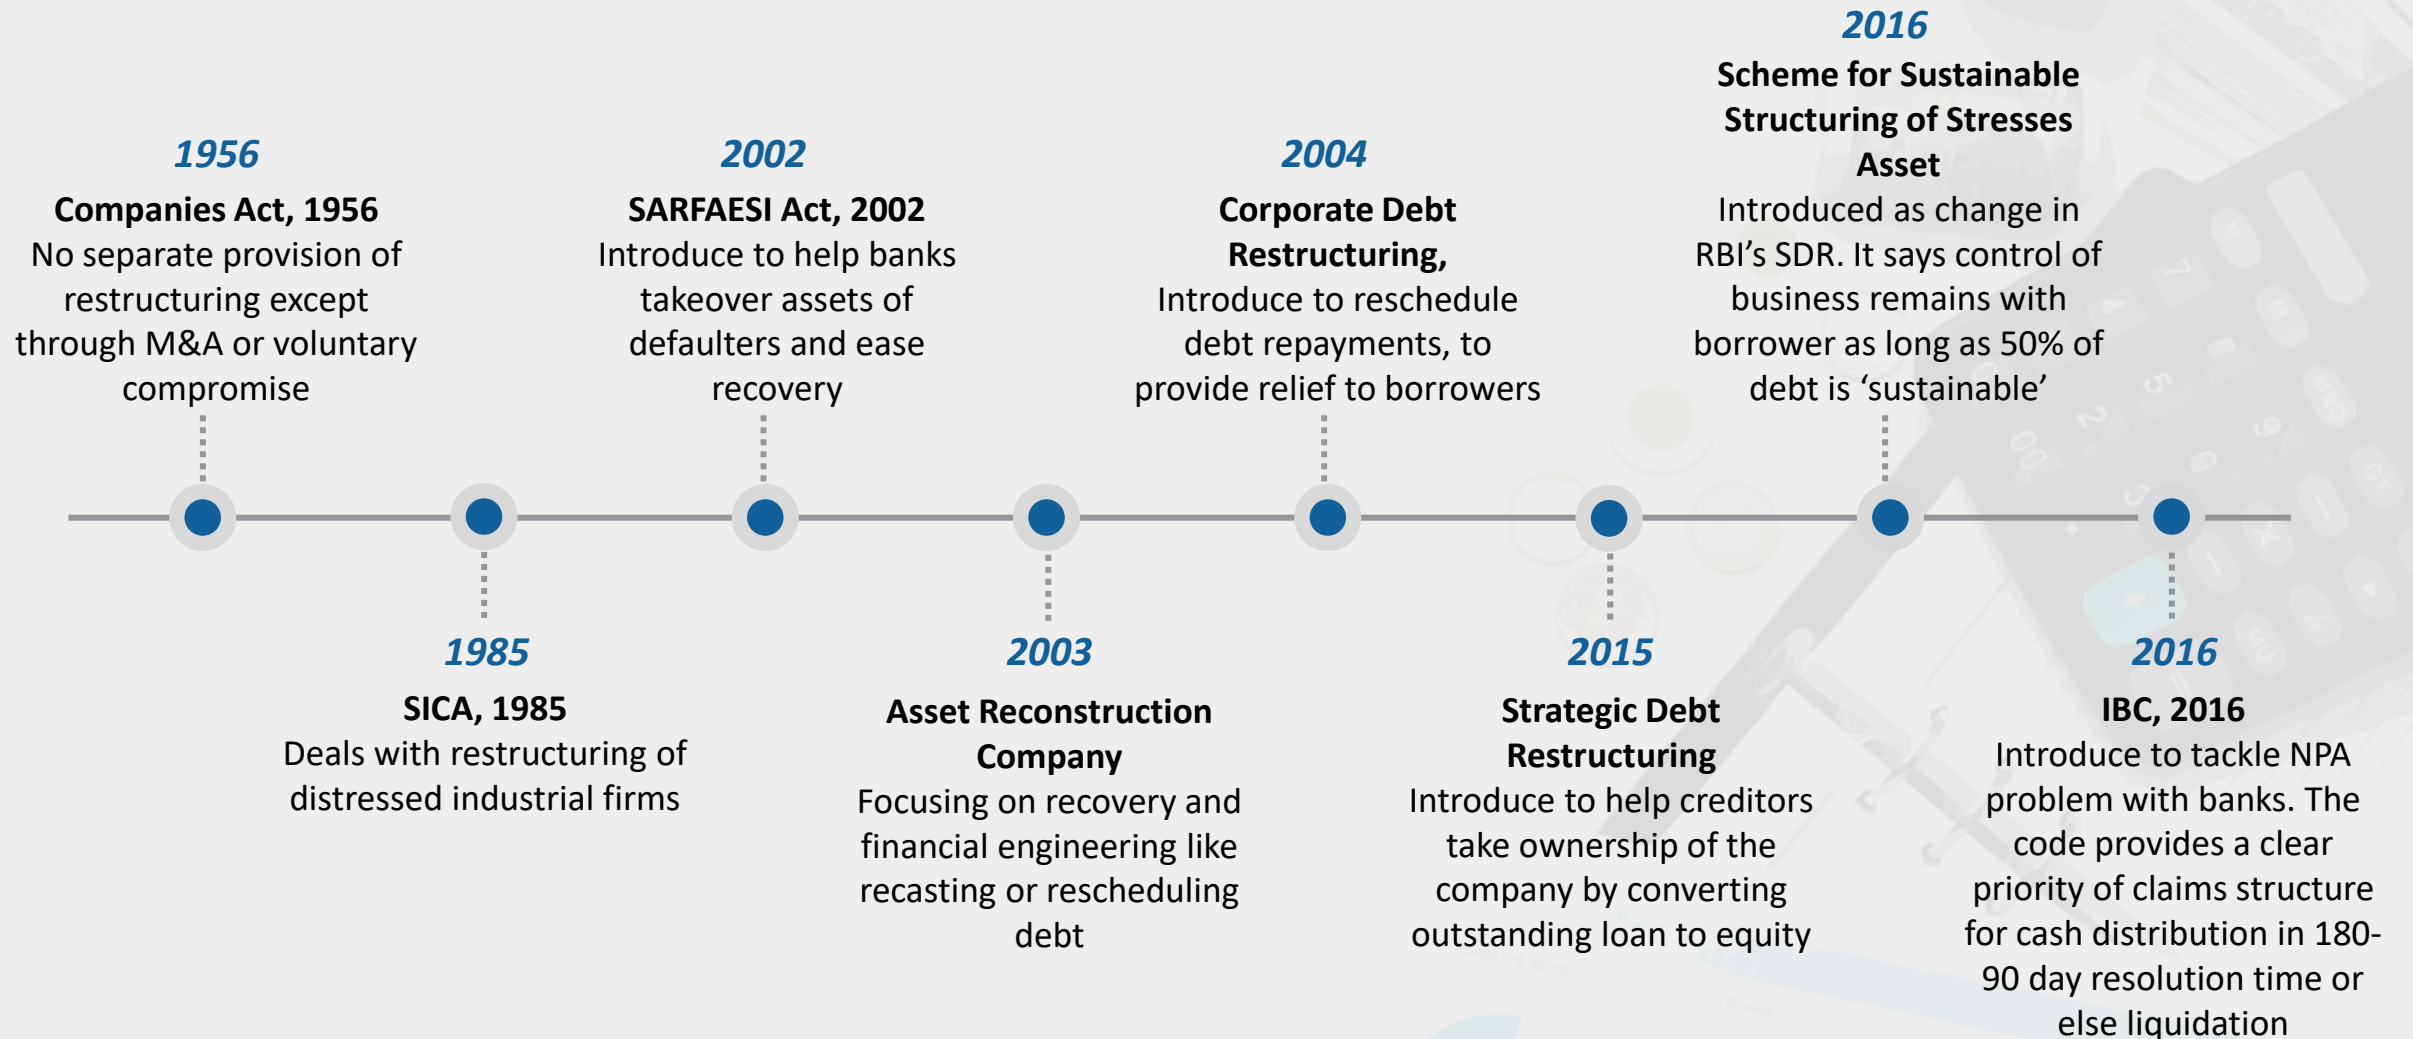 1956
Companies Act, 1956
No separate provision of
restructuring except
through M&A or voluntary
compromise
1985
SICA, 1985
Deals with restructuring of
distressed industrial firms
2002
SARFAESI Act, 2002
Introduce to help banks
takeover assets of
defaulters and ease
recovery
2003
Asset Reconstruction
Company
Focusing on recovery and
financial engineering like
recasting or rescheduling
debt
2004
Corporate Debt
Restructuring,
Introduce to reschedule
debt repayments, to
provide relief to borrowers
2015
Strategic Debt
Restructuring
Introduce to help creditors
take ownership of the
company by converting
outstanding loan to equity
2016
Scheme for Sustainable
Structuring of Stresses
Asset
Introduced as change in
RBI’s SDR. It says control of
business remains with
borrower as long as 50% of
debt is ‘sustainable’
2016
IBC, 2016
Introduce to tackle NPA
problem with banks. The
code provides a clear
priority of claims structure
for cash distribution in 180-
90 day resolution time or
else liquidation